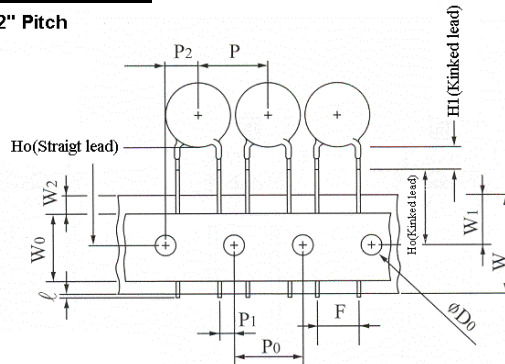 2" Pitch
P2
P
H1(Kinked lead)
Ho(Straigt lead)
W2
W0
Ho(Kinked lead)
W1
W
ℓ
P1
F
P0
øD0